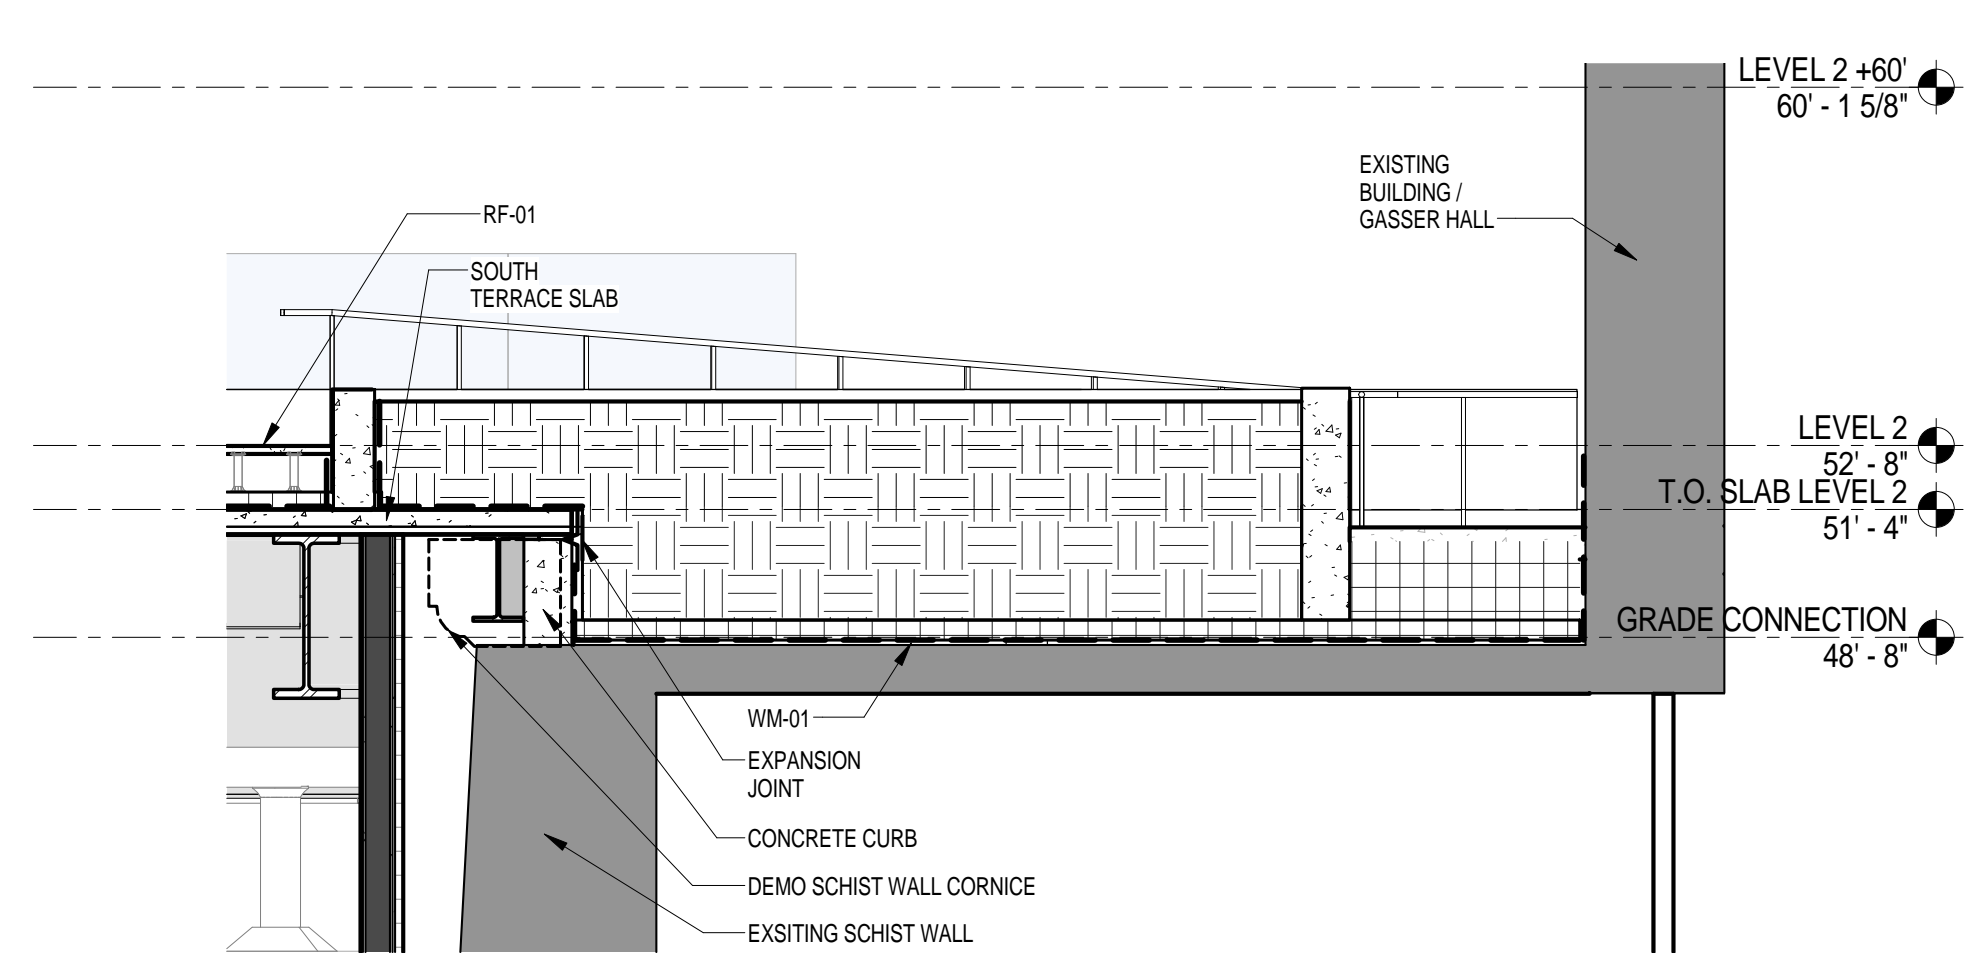 LEVEL 2 +60'
60' - 1 5/8"
EXISTING
BUILDING /
GASSER HALL
RF-01
SOUTH
TERRACE SLAB
LEVEL 2
52' - 8"
T.O. SLAB LEVEL 2
51' - 4"
GRADE CONNECTION
48' - 8"
WM-01
EXPANSION
JOINT
CONCRETE CURB
DEMO SCHIST WALL CORNICE
EXSITING SCHIST WALL